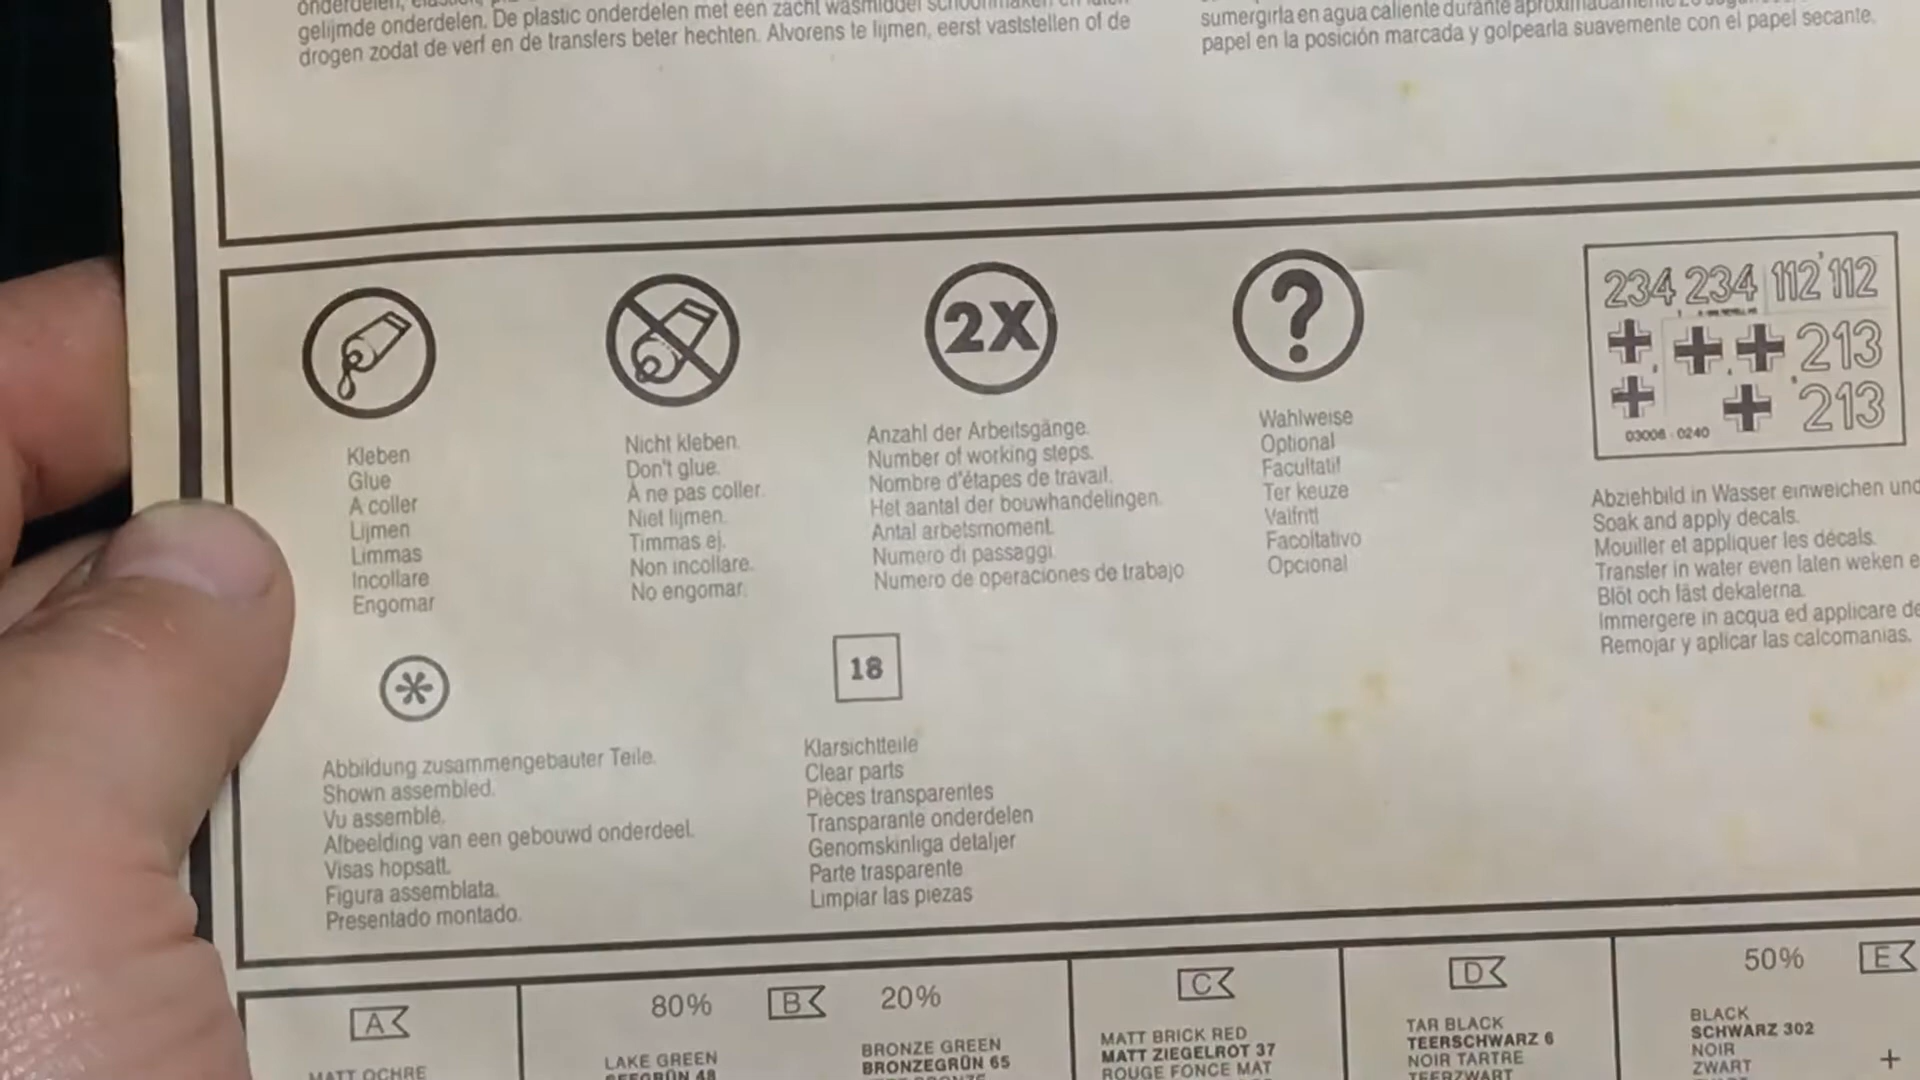 gelijmde onderdelen. De plastic onderdelen met een zacht wasmiddel schoonmaken en laten
drogen zodat de verf en de transfers beter hechten. Alvorens te lijmen, eerst vaststellen of de
sumergirla en agua caliente durante aproximadamente
papel en la posición marcada y golpearla suavemente con el papel secante.
Kleben
Glue
A coller
Lijmen
Limmas
Incollare
Engomar
Nicht kleben.
Don't glue.
À ne pas coller.
Niet lijmen.
Timmas ej.
Non incollare.
No engomar.
2X
Anzahl der Arbeitsgänge.
Number of working steps.
Nombre d'étapes de travail.
Het aantal der bouwhandelingen.
Antal arbetsmoment.
Numero di passaggi
Numero de operaciones de trabajo
?
Wahlweise
Optional
Facultatif
Ter keuze
Valfritt
Facoltativo
Opcional
234 234 112 112
213
213
03006 0240
Abziehbild in Wasser einweichen und
Soak and apply decals.
Mouiller et appliquer les décals.
Transfer in water even laten weken
Blöt och fäst dekalerna.
Immergere in acqua ed applicare
Remojar y aplicar las calcomanias.
*
Abbildung zusammengebauter Teile.
Shown assembled.
Vu assemblé.
Afbeelding van een gebouwd onderdeel.
Visas hopsatt.
Figura assemblata.
Presentado montado.
18
Klarsichtteile
Clear parts
Pièces transparentes
Transparante onderdelen
Genomskinliga detaljer
Parte trasparente
Limpiar las piezas
A
MATT OCHRE
80% B 20%
LAKE GREEN
SEEGRÜN 48
BRONZE GREEN
BRONZEGRÜN 65
C
MATT BRICK RED
MATT ZIEGELROT 37
ROUGE FONCE MAT
D
TAR BLACK
TEERSCHWARZ 6
NOIR TARTRE
TEERZWART
50% E
BLACK
SCHWARZ 302
NOIR
ZWART
+